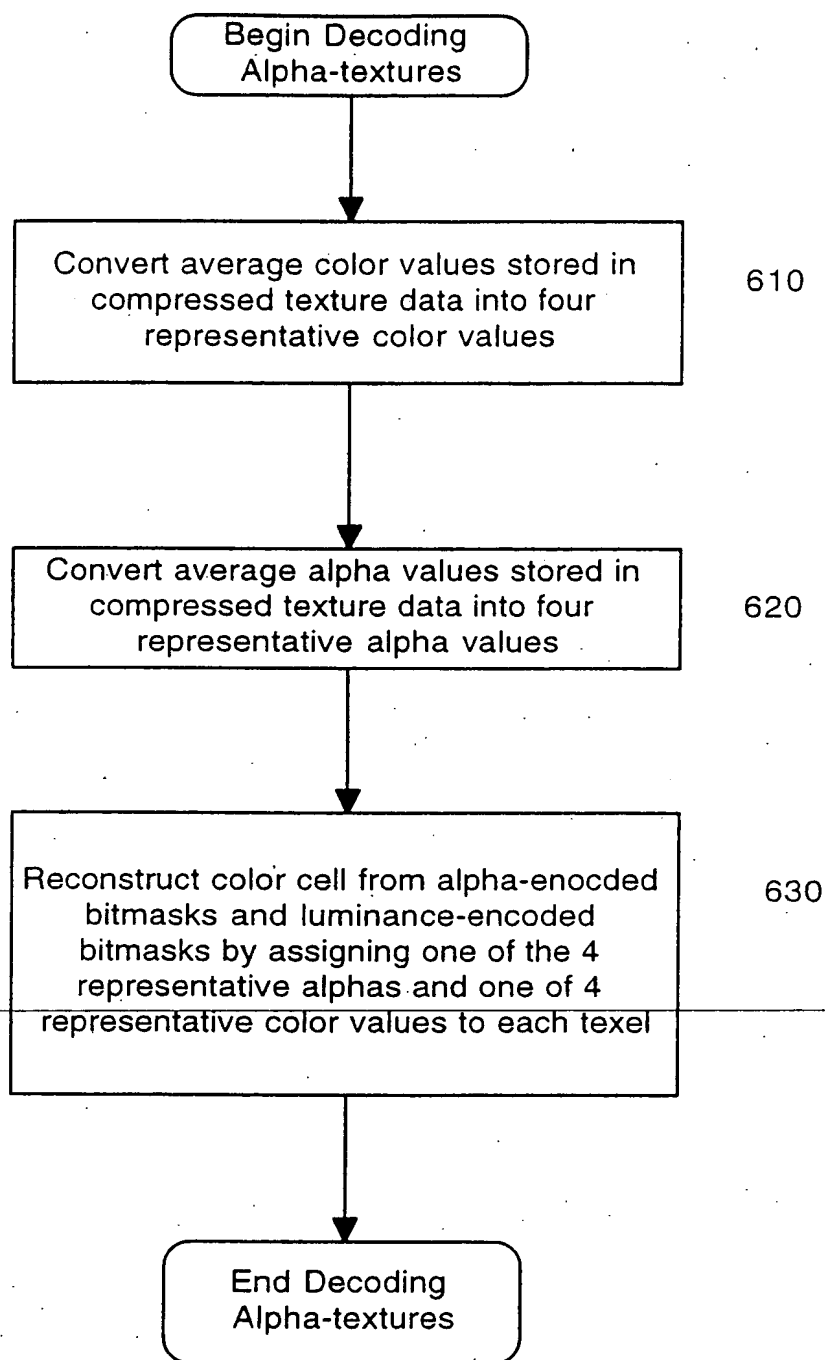 Begin Decoding
Alpha-textures
Convert average color values stored in
compressed texture data into four
representative color values
610
Convert average alpha values stored in
compressed texture data into four
representative alpha values
620
Reconstruct color cell from alpha-enocded
bitmasks and luminance-encoded
bitmasks by assigning one of the 4
representative alphas and one of 4
representative color values to each texel
630
End Decoding
Alpha-textures